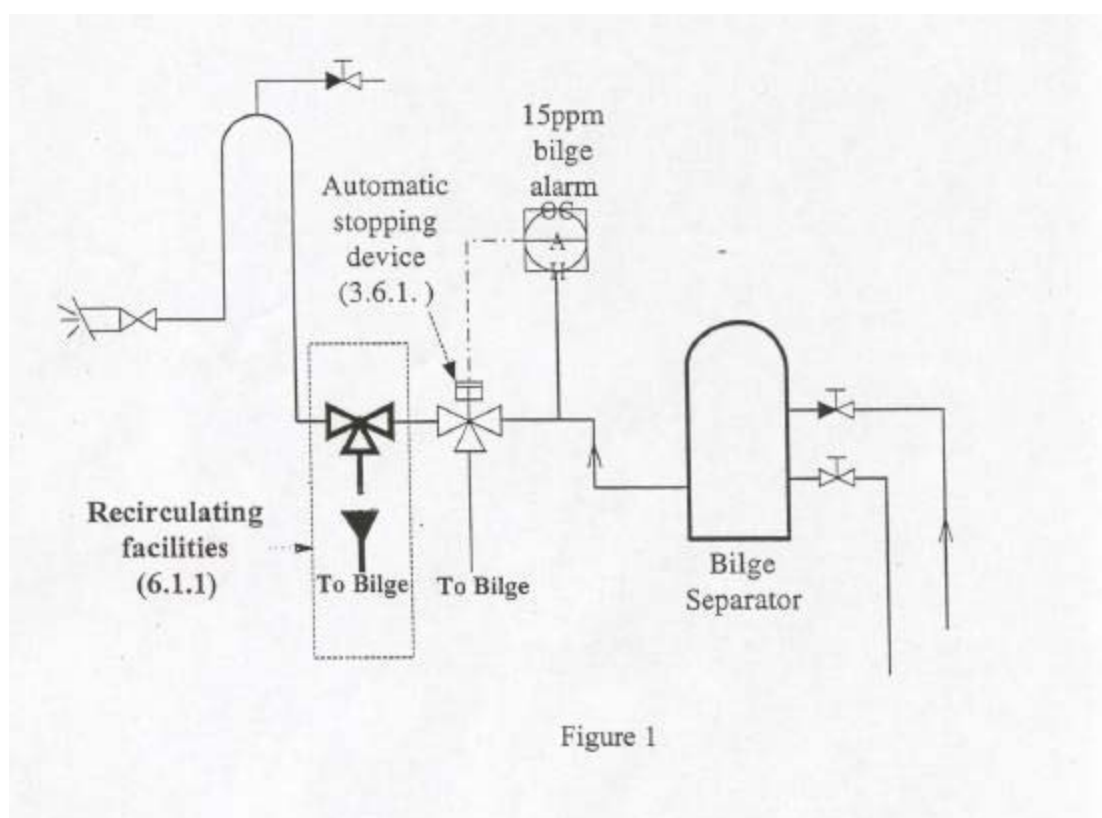 15ppm
bilge
alarm
OC
A
H
Automatic
stopping
device
(3.6.1. )
Recirculating
facilities
(6.1.1)
To Bilge
To Bilge
Bilge
Separator
Figure 1